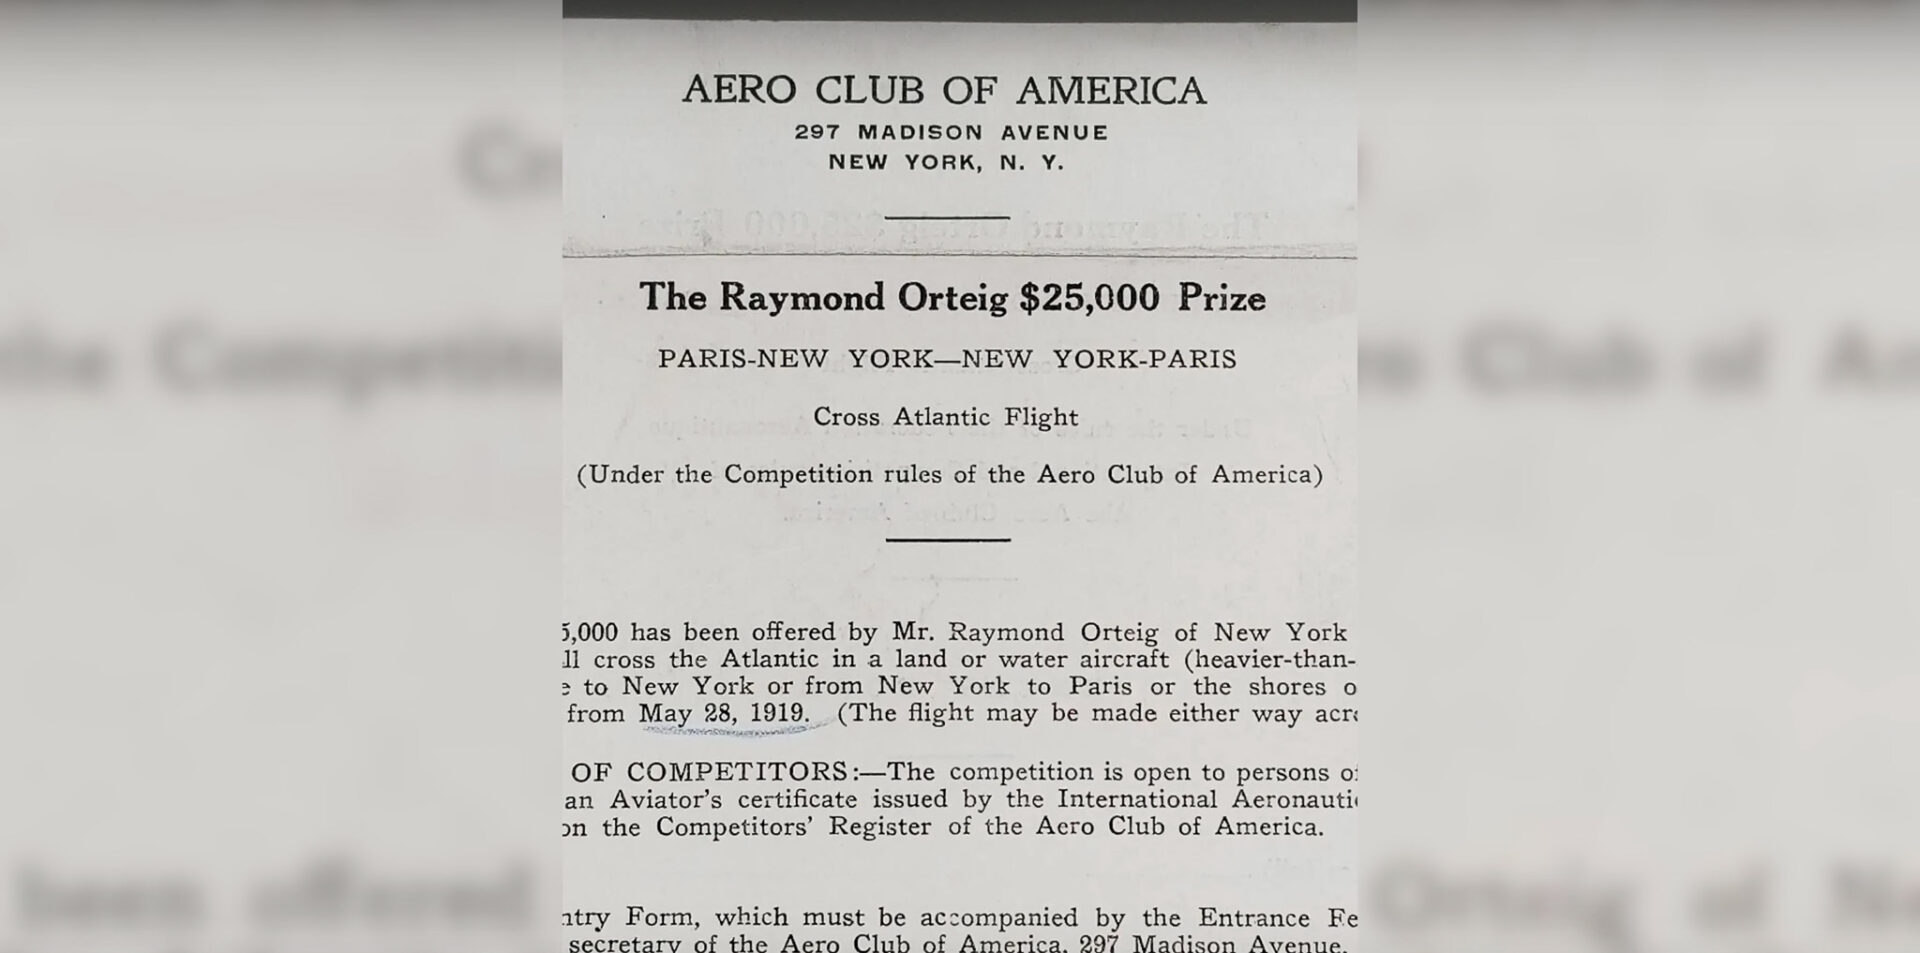 AERO CLUB OF AMERICA
297 MADISON AVENUE
NEW YORK, N. Y.
The Raymond Orteig $25,000 Prize
PARIS-NEW YORK—NEW YORK-PARIS
Cross Atlantic Flight
(Under the Competition rules of the Aero Club of America)
5,000 has been offered by Mr. Raymond Orteig of New York
cross the Atlantic in a land or water aircraft (heavier-than-
to New York or from New York to Paris or the shores
from May 28, 1919. (The flight may be made either way
OF COMPETITORS:—The competition is open to persons
an Aviator's certificate issued by the International
on the Competitors' Register of the Aero Club of America.
Form, which must be accompanied by the Entrance
secretary of the Aero Club of America, 297 Madison Avenue,